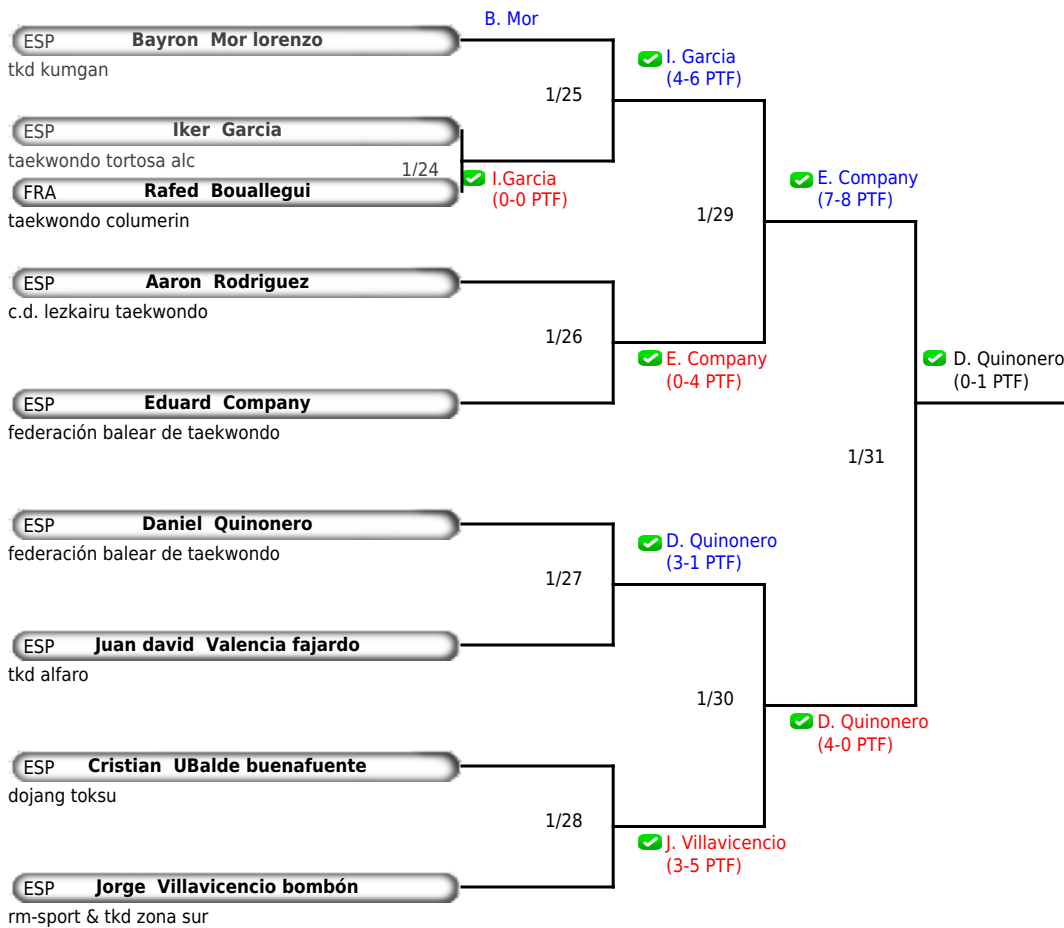 B. Mor
ESP Bayron Mor lorenzo
tkd kumgan
I. Garcia
(4-6 PTF)
1/25
ESP Iker Garcia
taekwondo tortosa alc
1/24
I.Garcia
(0-0 PTF)
FRA Rafed Bouallegui
taekwondo columerin
E. Company
(7-8 PTF)
1/29
ESP Aaron Rodriguez
c.d. lezkairu taekwondo
1/26
E. Company
(0-4 PTF)
D. Quinonero
(0-1 PTF)
ESP Eduard Company
federación balear de taekwondo
1/31
ESP Daniel Quinonero
federación balear de taekwondo
D. Quinonero
(3-1 PTF)
1/27
ESP Juan david Valencia fajardo
tkd alfaro
1/30
D. Quinonero
(4-0 PTF)
ESP Cristian UBalde buenafuente
dojang toksu
1/28
J. Villavicencio
(3-5 PTF)
ESP Jorge Villavicencio bombón
rm-sport & tkd zona sur